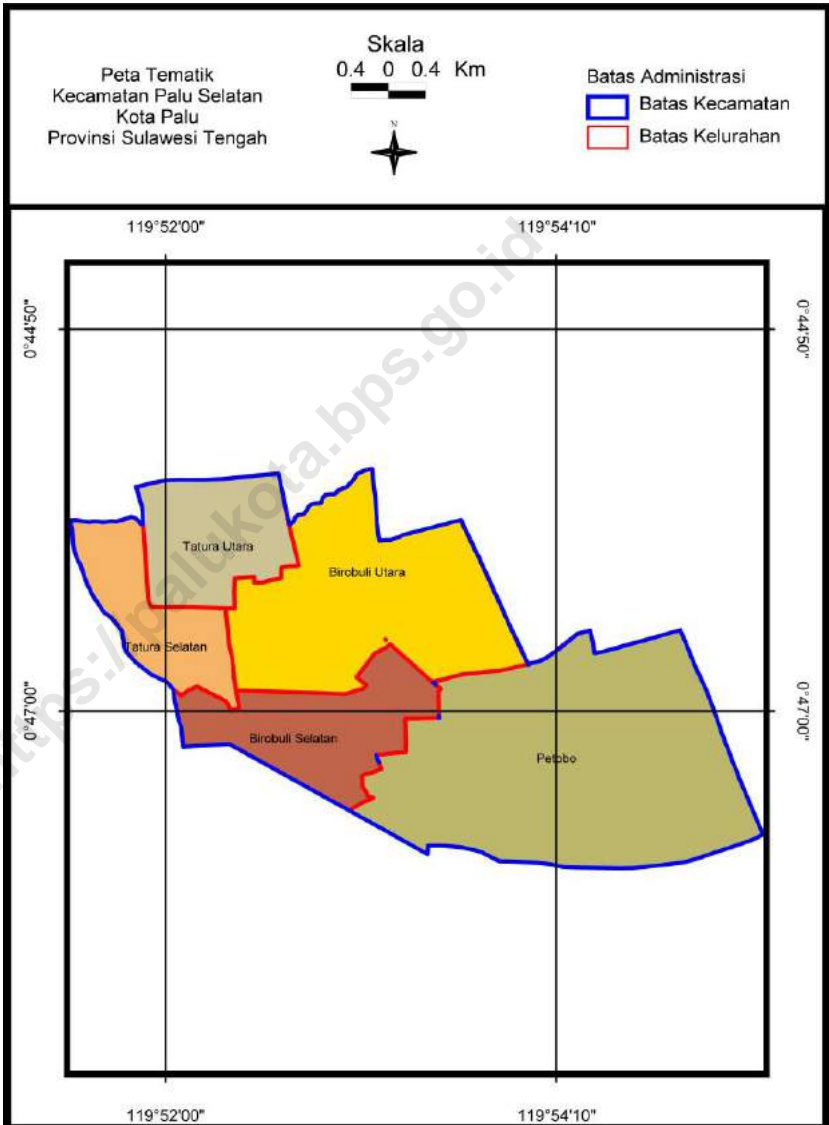 Peta Tematik
Kecamatan Palu Selatan
Kota Palu
Provinsi Sulawesi Tengah
Skala
0.4 0 0.4 Km
N
Batas Administrasi
Batas Kecamatan
Batas Kelurahan
119°52'00"
119°54'10"
0°44'50"
0°44'50"
Tatura Utara
Birobuli Utara
Tatura Selatan
0°47'00"
0°47'00"
Birobuli Selatan
Petobo
119°52'00"
119°54'10"
https://palukota.bps.go.id